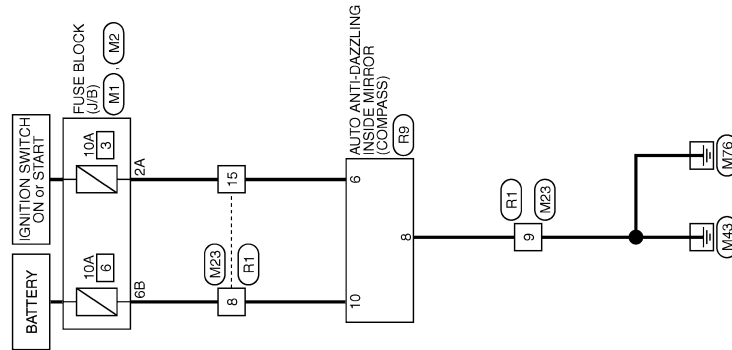 BATTERY
IGNITION SWITCH
ON or START
FUSE BLOCK
(J/B)
M1 , M2
10A
6
10A
3
6B
2A
M23
8
15
R1
10
6
AUTO ANTI-DAZZLING
INSIDE MIRROR
(COMPASS)
R9
8
R1
9
M23
M43
M76